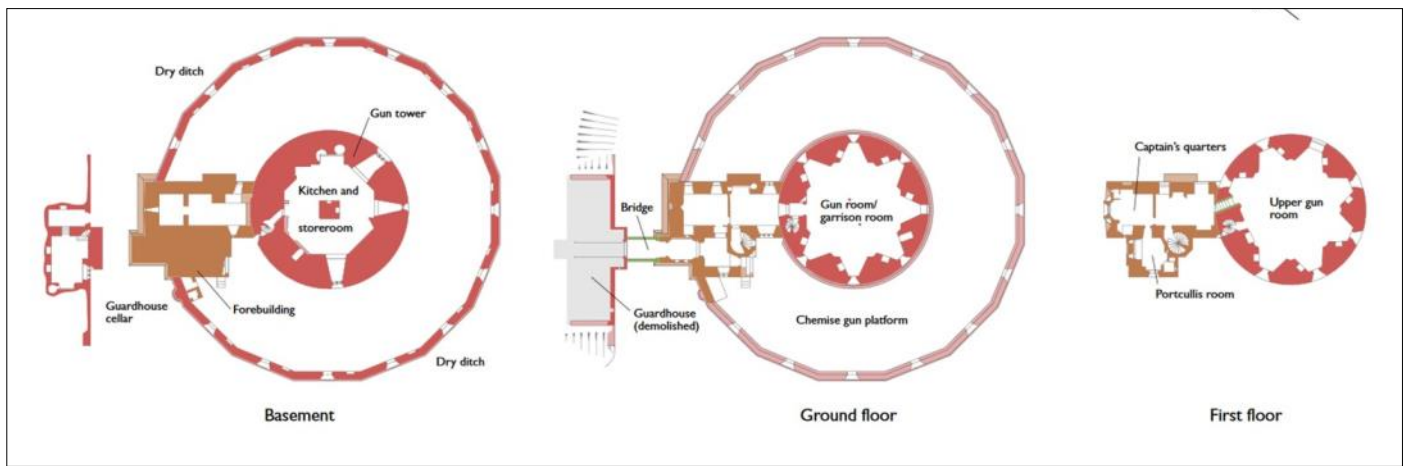 Dry ditch
Gun tower
Kitchen and
storeroom
Guardhouse
cellar
Forebuilding
Dry ditch
Basement
Bridge
Gun room/
garrison room
Guardhouse
(demolished)
Chemise gun platform
Ground floor
Captain's quarters
Upper gun
room
Portcullis room
First floor